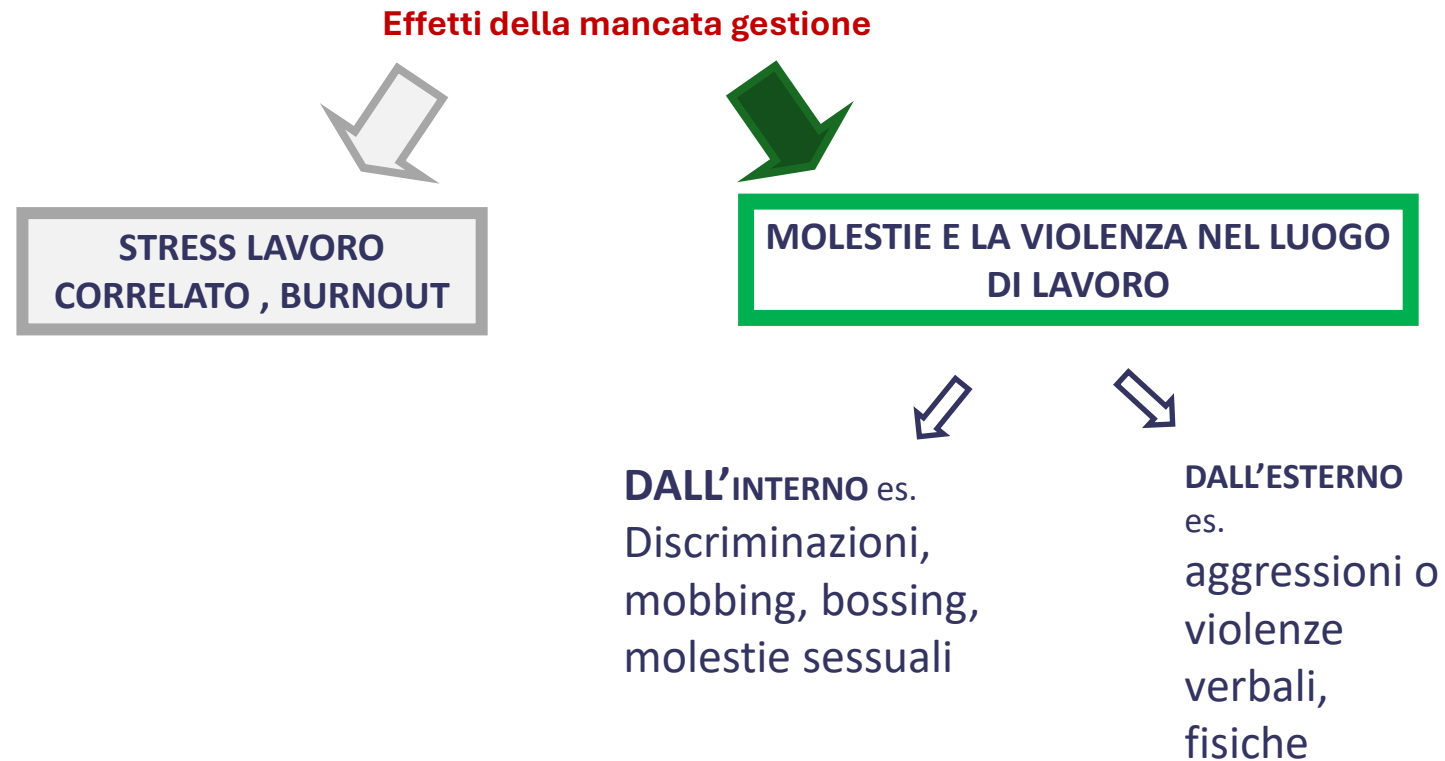 Effetti della mancata gestione
STRESS LAVORO
CORRELATO , BURNOUT
MOLESTIE E LA VIOLENZA NEL LUOGO
DI LAVORO
DALL’INTERNO es.
Discriminazioni,
mobbing, bossing,
molestie sessuali
DALL’ESTERNO
es.
aggressioni o
violenze
verbali,
fisiche